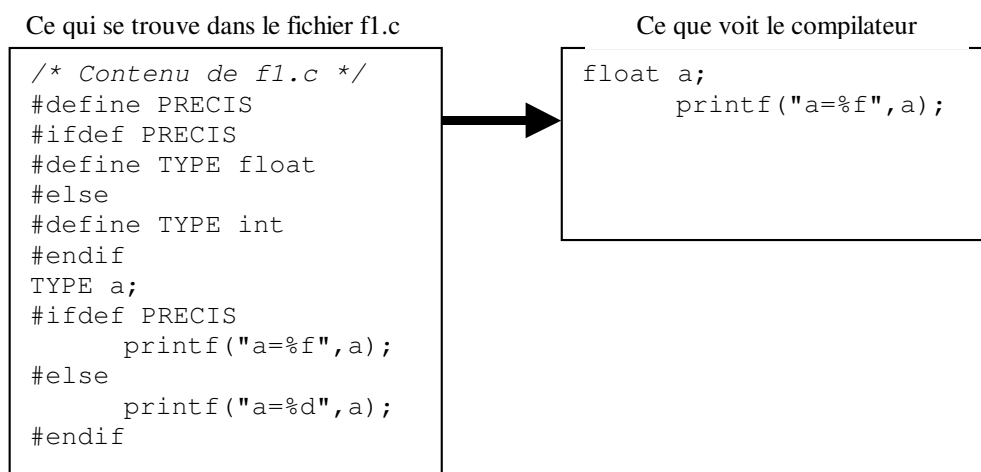 Ce qui se trouve dans le fichier f1.c
/* Contenu de f1.c */
#define PRECIS
#ifdef PRECIS
#define TYPE float
#else
#define TYPE int
#endif
TYPE a;
#ifdef PRECIS
printf("a=%f",a);
#else
printf("a=%d",a);
#endif
Ce que voit le compilateur
float a;
printf("a=%f",a);